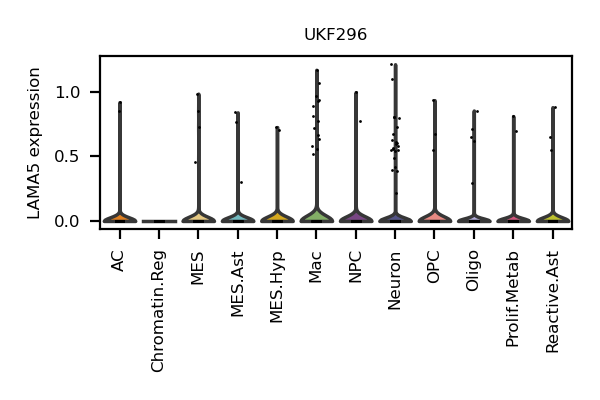 UKF296
LAMA5 expression
1.0
0.5
0.0
AC
Chromatin.Reg
MES
MES.Ast
MES.Hyp
Mac
NPC
Neuron
OPC
Oligo
Prolif.Metab
Reactive.Ast